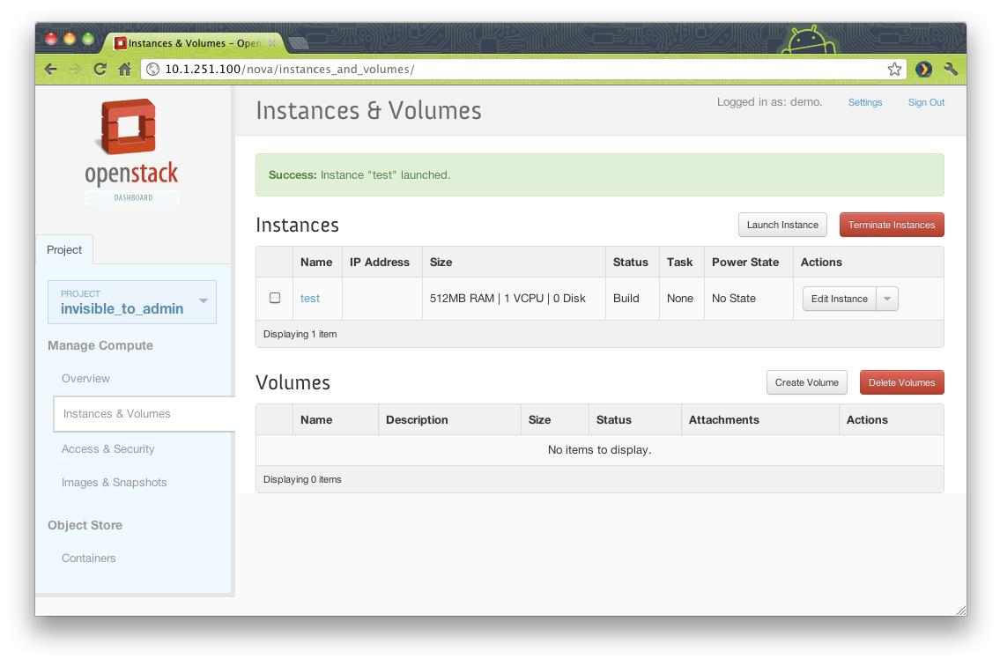 Instances & Volumes - Open
10.1.251.100/nova/instances_and_volumes/
openstack
DASHBOARD
Project
PROJECT
invisible_to_admin
Manage Compute
Overview
Instances & Volumes
Access & Security
Images & Snapshots
Object Store
Containers
Instances & Volumes
Logged in as: demo. Settings Sign Out
Success: Instance "test" launched.
Instances Launch Instance Terminate Instances
Name IP Address Size Status Task Power State Actions
test 512MB RAM | 1 VCPU | 0 Disk Build None No State Edit Instance
Displaying 1 item
Volumes Create Volume Delete Volumes
Name Description Size Status Attachments Actions
No items to display.
Displaying 0 items